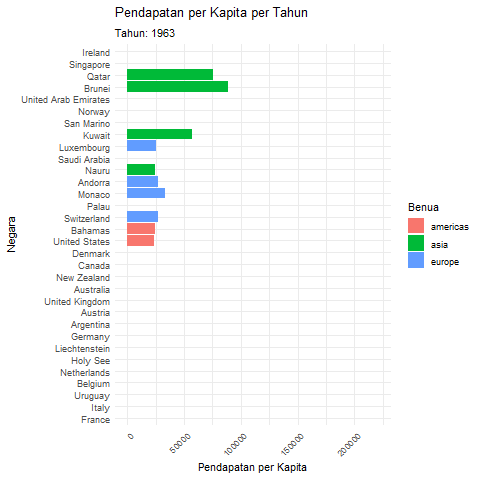 Pendapatan per Kapita per Tahun
Tahun: 1963
Ireland
Singapore
Qatar
Brunei
United Arab Emirates
Norway
San Marino
Kuwait
Luxembourg
Saudi Arabia
Nauru
Andorra
Monaco
Palau
Switzerland
Bahamas
United States
Denmark
Canada
New Zealand
Australia
United Kingdom
Austria
Argentina
Germany
Liechtenstein
Holy See
Netherlands
Belgium
Uruguay
Italy
France
Negara
0
50000
100000
150000
200000
Pendapatan per Kapita
Benua
americas
asia
europe